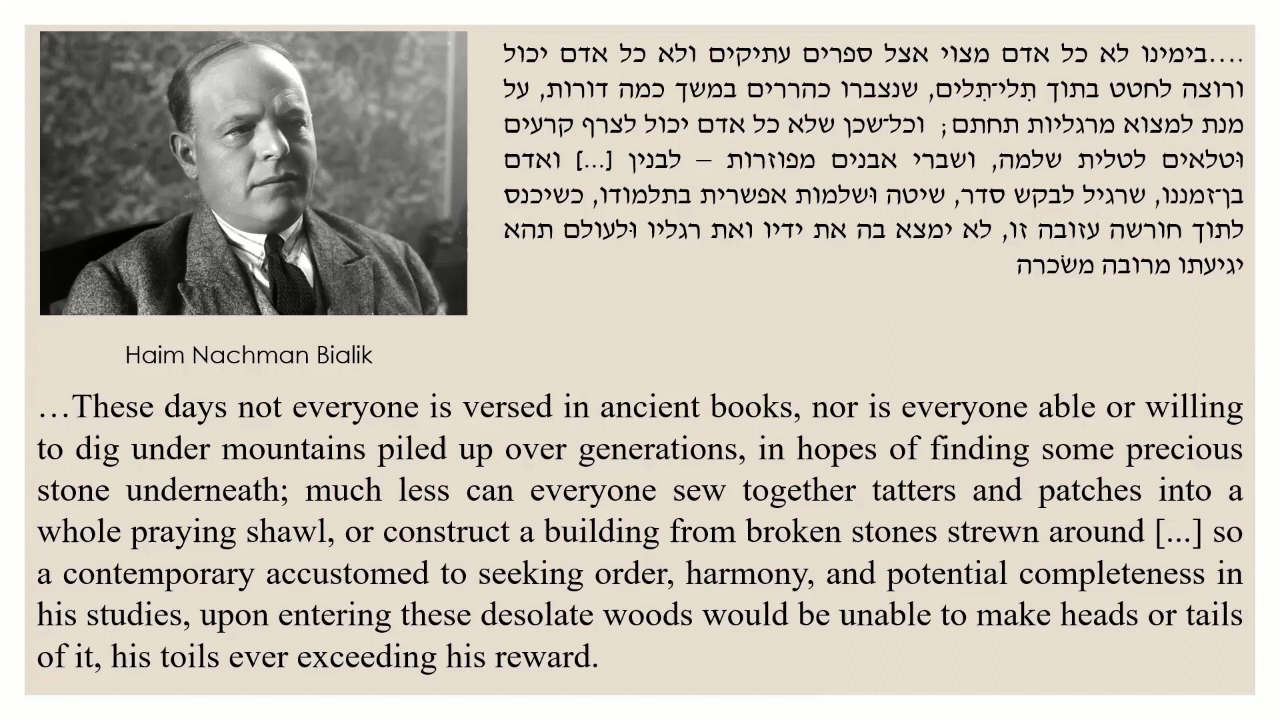 ....בימינו לא כל אדם מצוי אצל ספרים עתיקים ולא כל אדם יכול
ורוצה לחטט בתוך תִלי־תִלים, שנצברו כהררים במשך כמה דורות, על
מנת למצוא מרגליות תחתם; וכל־שכן שלא כל אדם יכול לצרף קרעים
וּטלאים לטלית שלמה, ושברי אבנים מפוזרות – לבנין [...] ואדם
בן־זמננו, שרגיל לבקש סדר, שיטה וּשלמות אפשרית בתלמודו, כשיכנס
לתוך חורשה עזובה זו, לא ימצא בה את ידיו ואת רגליו וּלעולם תהא
יגיעתו מרובה משׂכרה
Haim Nachman Bialik
…These days not everyone is versed in ancient books, nor is everyone able or willing
to dig under mountains piled up over generations, in hopes of finding some precious
stone underneath; much less can everyone sew together tatters and patches into a
whole praying shawl, or construct a building from broken stones strewn around [...] so
a contemporary accustomed to seeking order, harmony, and potential completeness in
his studies, upon entering these desolate woods would be unable to make heads or tails
of it, his toils ever exceeding his reward.